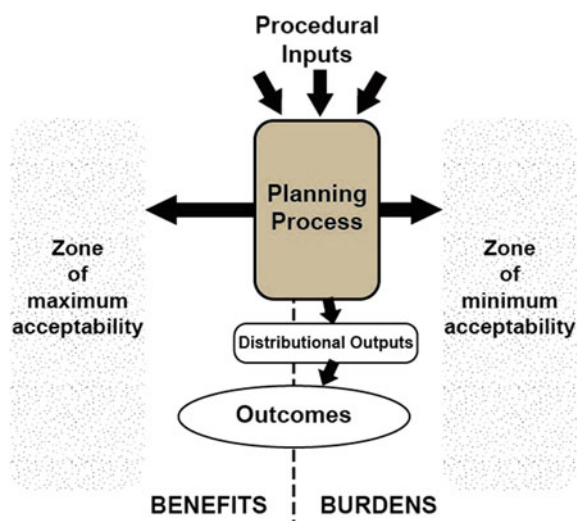 Procedural
Inputs
Planning
Process
Zone
of
maximum
acceptability
Zone
of
minimum
acceptability
Distributional Outputs
Outcomes
BENEFITS
BURDENS